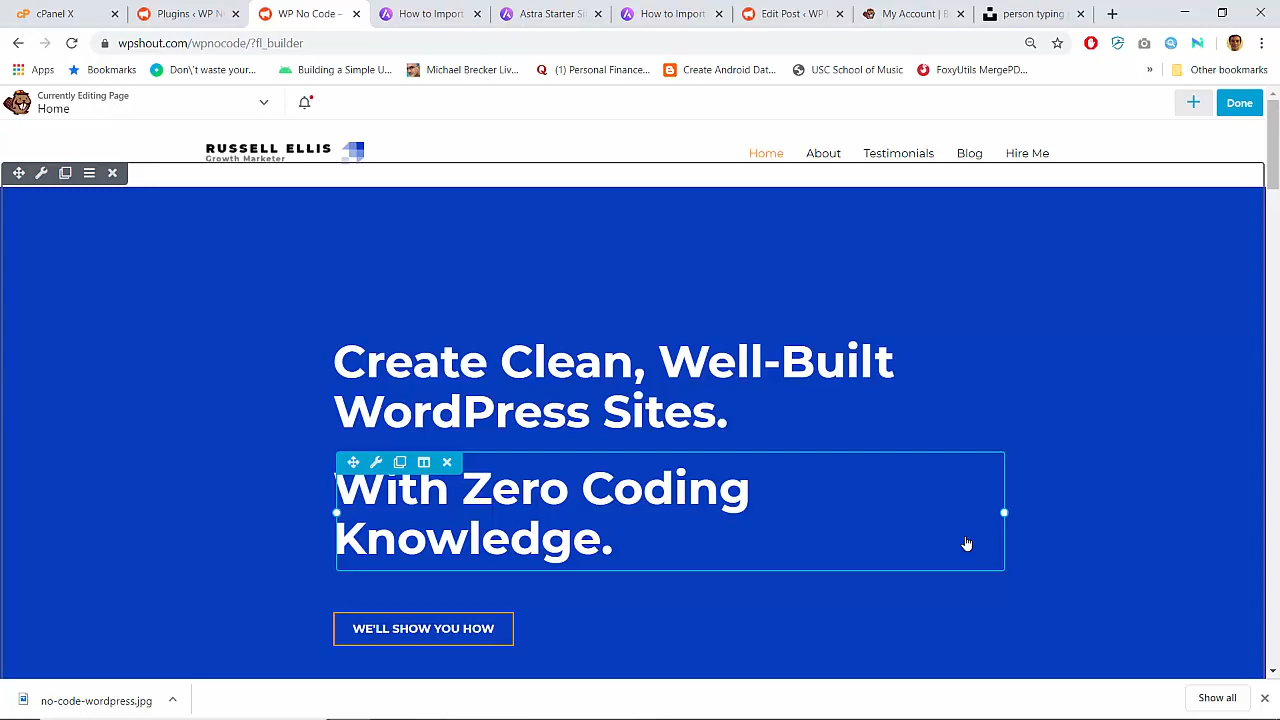 cPanel X
Plugins ‹ WP N
WP No Code –
How to Import
Astra Starter Si
How to Import
Edit Post ‹ WP
My Account | B
person typing
wpshout.com/wpnocode/?fl_builder
Apps
Bookmarks
Don\'t waste your...
Building a Simple U...
Michael Brecker Liv...
(1) Personal Finance...
Create Android Dat...
USC School of Music
FoxyUtils MergePD...
»
Other bookmarks
Currently Editing Page
Home
Done
RUSSELL ELLIS
Growth Marketer
Home
About
Testimonials
Blog
Hire Me
Create Clean, Well-Built
WordPress Sites.
With Zero Coding
Knowledge.
WE'LL SHOW YOU HOW
no-code-wordpress.jpg
Show all